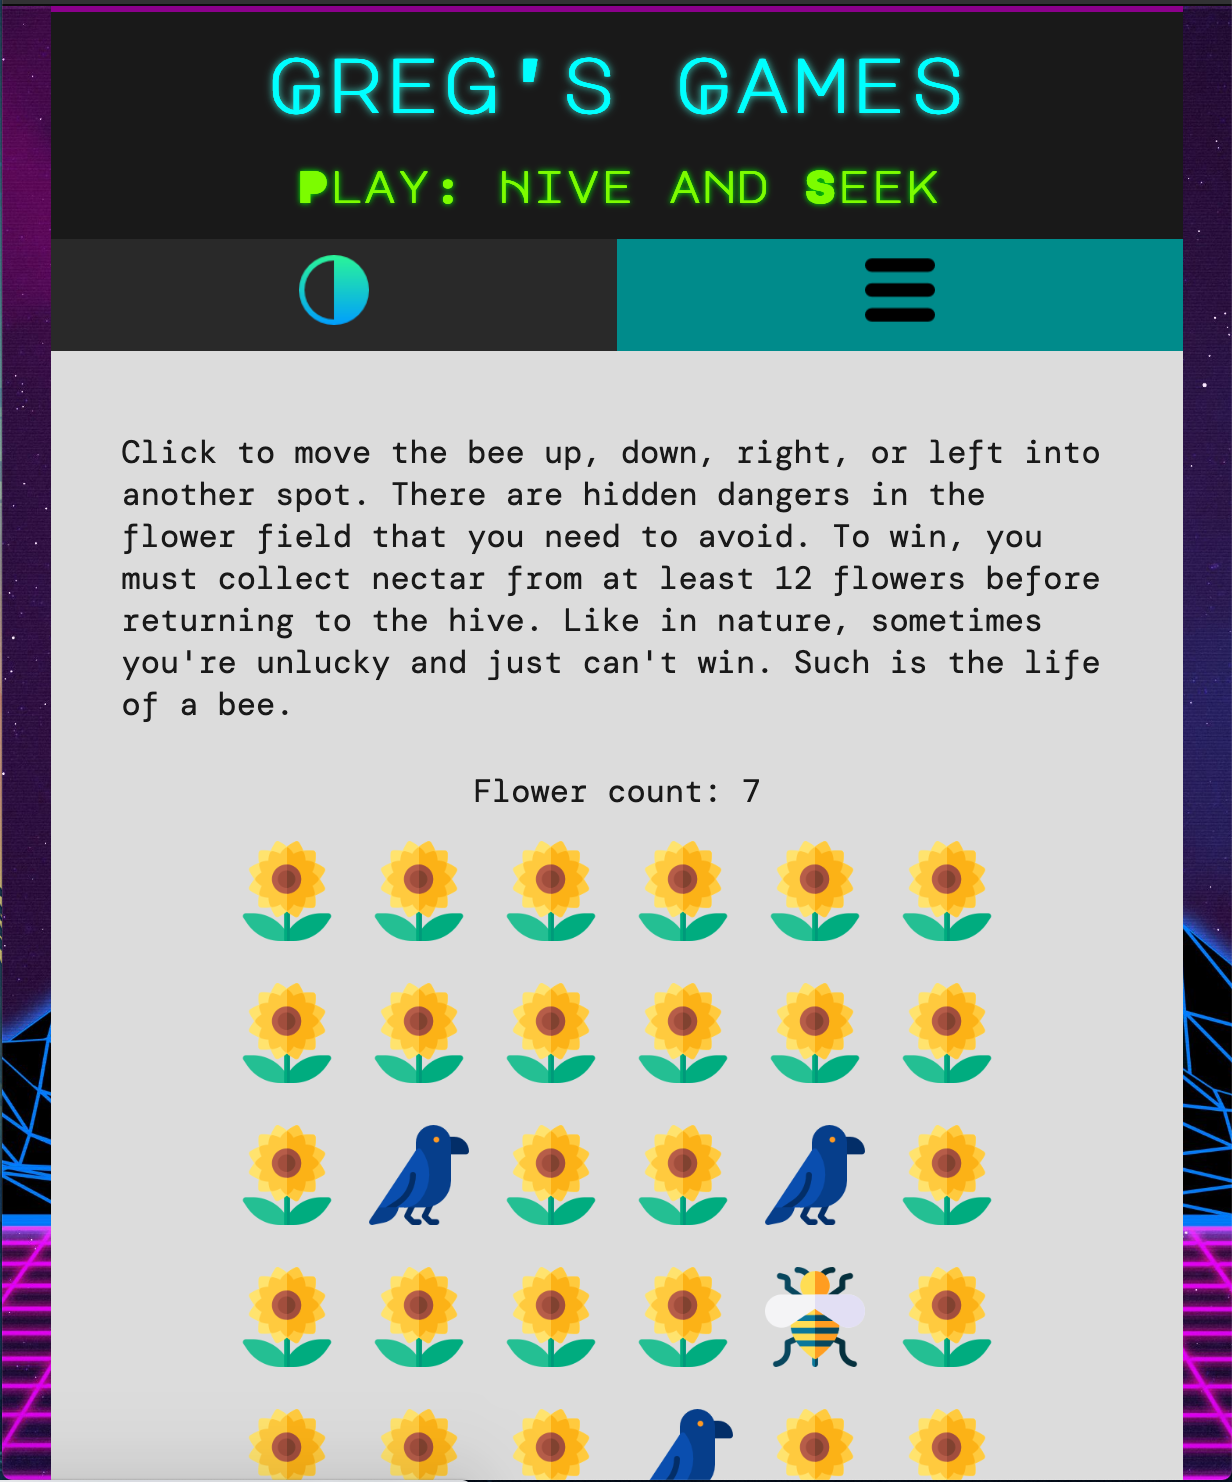 GREG'S GAMES
PLAY: HIVE AND SEEK
Click to move the bee up, down, right, or left into
another spot. There are hidden dangers in the
flower field that you need to avoid. To win, you
must collect nectar from at least 12 flowers before
returning to the hive. Like in nature, sometimes
you're unlucky and just can't win. Such is the life
of a bee.
Flower count: 7